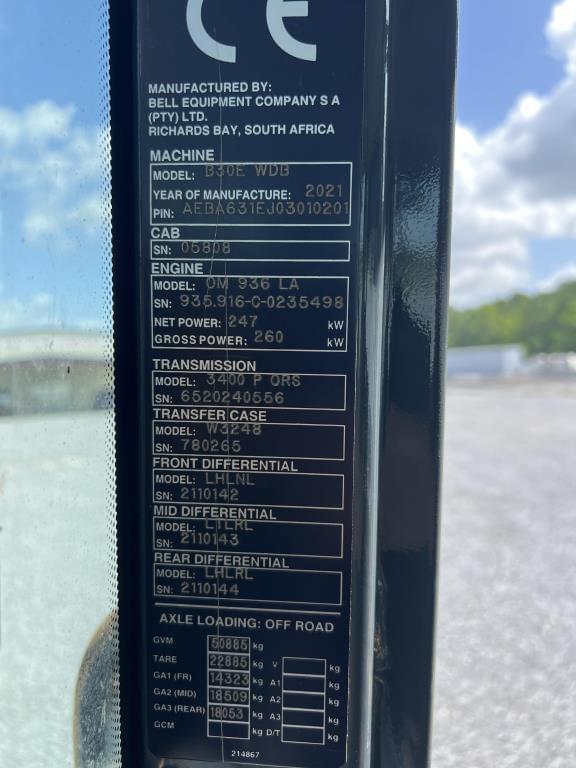 CE
MANUFACTURED BY:
BELL EQUIPMENT COMPANY S A
(PTY) LTD.
RICHARDS BAY, SOUTH AFRICA
MACHINE
MODEL: B30E WDB
YEAR OF MANUFACTURE: 2021
PIN: AEBA631EJ03010201
CAB
SN: 05808
ENGINE
MODEL: OM 936 LA
SN: 935.916-C-0235498
NET POWER: 247 kW
GROSS POWER: 260 kW
TRANSMISSION
MODEL: 3400 P ORS
SN: 6520240556
TRANSFER CASE
MODEL: W3248
SN: 780265
FRONT DIFFERENTIAL
MODEL: LHLNL
SN: 2110142
MID DIFFERENTIAL
MODEL: LTLRL
SN: 2110143
REAR DIFFERENTIAL
MODEL: LHLRL
SN: 2110144
AXLE LOADING: OFF ROAD
GVM 50885 kg
TARE 22885 kg V kg
GA1 (FR) 14323 kg A1 kg
GA2 (MID) 18509 kg A2 kg
GA3 (REAR) 18053 kg A3 kg
GCM kg D/T kg
214867